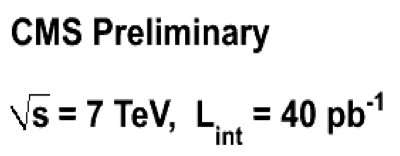 CMS Preliminary
√s = 7 TeV, L_int = 40 pb⁻¹